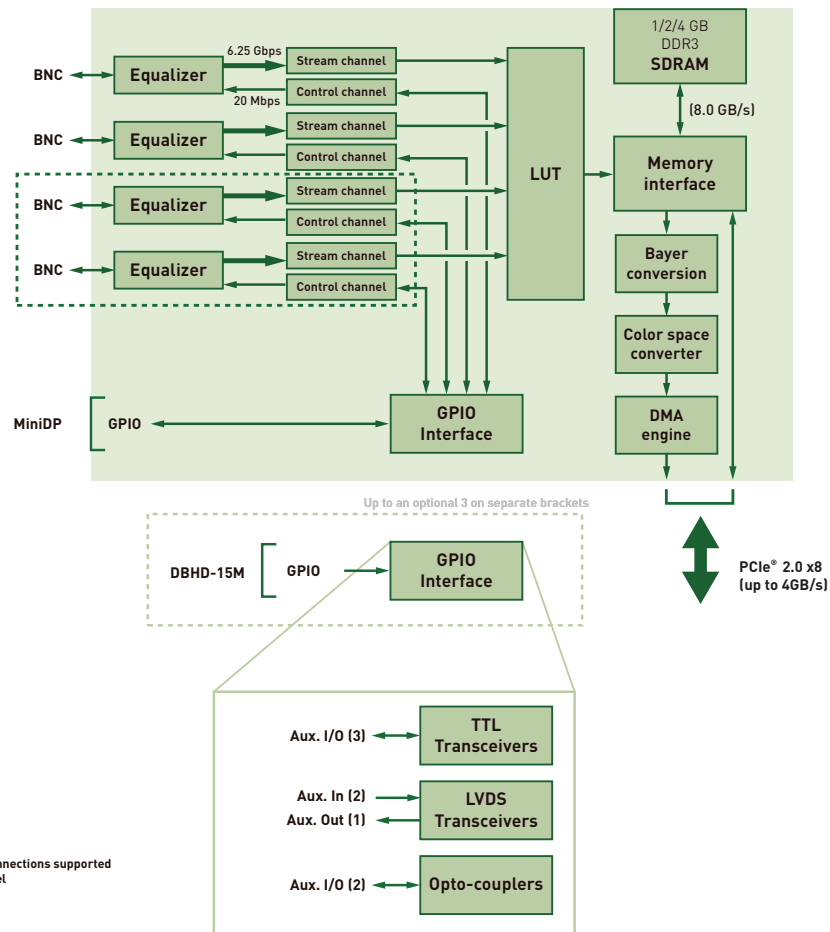 6.25 Gbps
BNC
Equalizer
Stream channel
Control channel
20 Mbps
BNC
Equalizer
Stream channel
Control channel
BNC
Equalizer
Stream channel
Control channel
BNC
Equalizer
Stream channel
Control channel
LUT
1/2/4 GB
DDR3
SDRAM
(8.0 GB/s)
Memory
interface
Bayer
conversion
Color space
converter
DMA
engine
MiniDP
GPIO
GPIO
Interface
Up to an optional 3 on separate brackets
DBHD-15M
GPIO
GPIO
Interface
PCIe® 2.0 x8
(up to 4GB/s)
Aux. I/O (3)
TTL
Transceivers
Aux. In (2)
Aux. Out (1)
LVDS
Transceivers
Aux. I/O (2)
Opto-couplers
supported